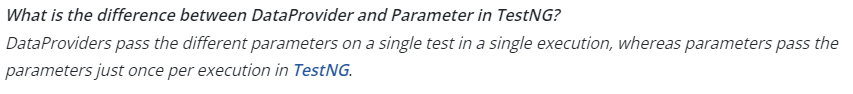 What is the difference between DataProvider and Parameter in TestNG?
DataProviders pass the different parameters on a single test in a single execution, whereas parameters pass the
parameters just once per execution in TestNG.